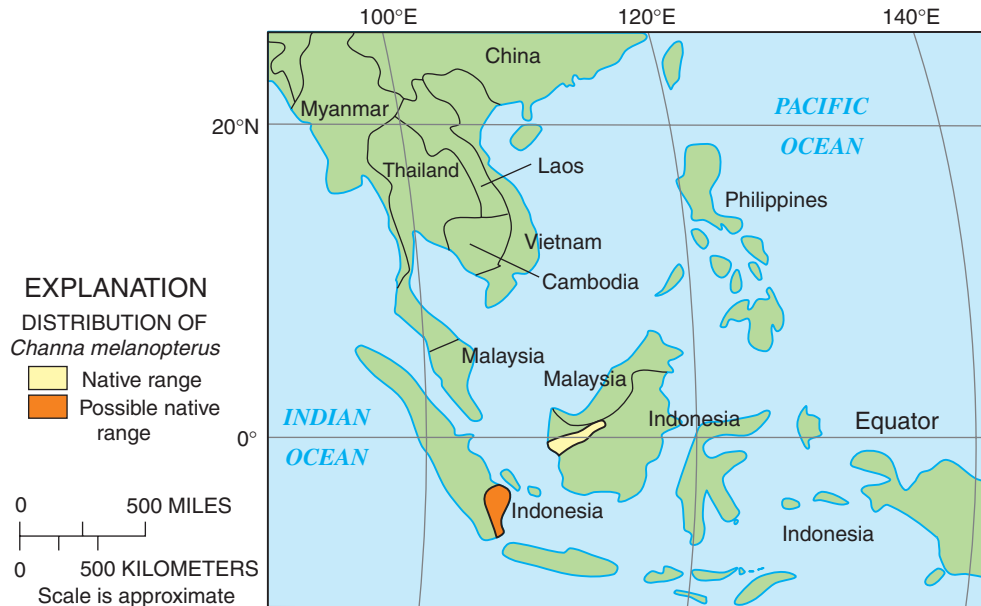 100°E
120°E
140°E
China
Myanmar
PACIFIC
OCEAN
20°N
Thailand
Laos
Philippines
Vietnam
Cambodia
EXPLANATION
DISTRIBUTION OF
Channa melanopterus
Native range
Possible native
range
Malaysia
Malaysia
Indonesia
Equator
INDIAN
OCEAN
0°
Indonesia
Indonesia
0 500 MILES
0 500 KILOMETERS
Scale is approximate